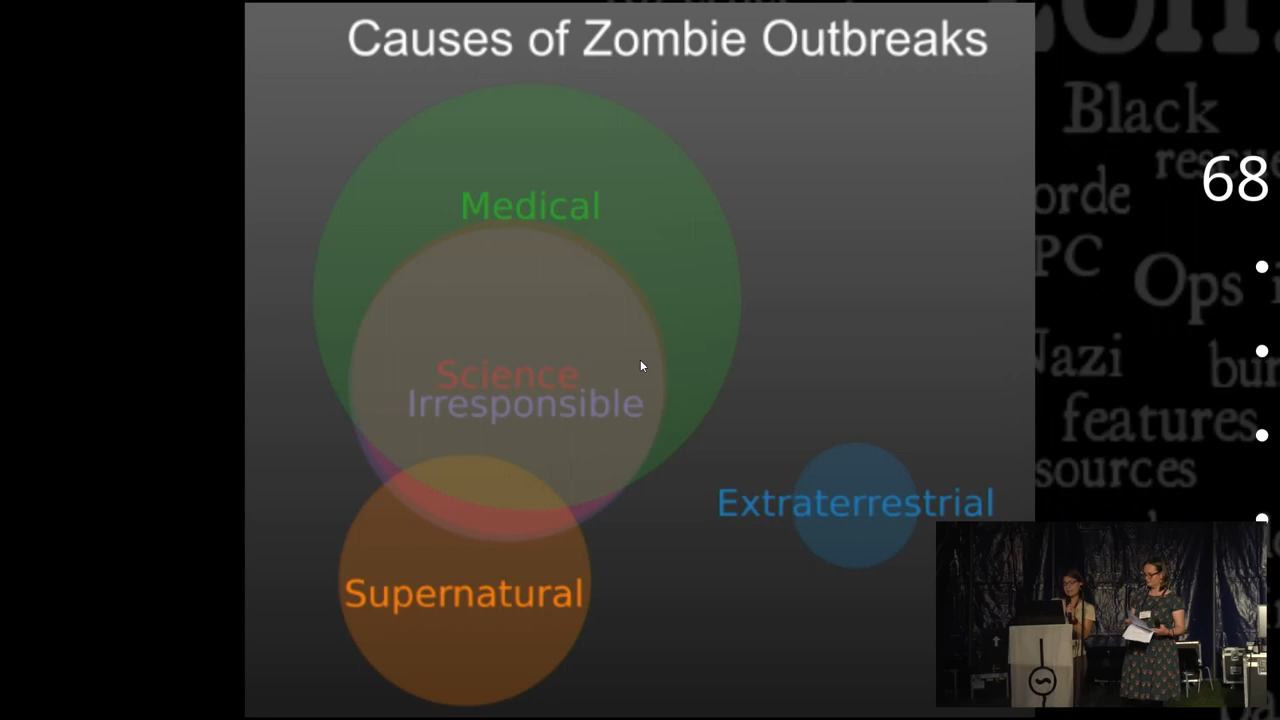 Causes of Zombie Outbreaks
Medical
Science
Irresponsible
Extraterrestrial
Supernatural
Black
68
orde
PC
Ops
Nazi
features
sources